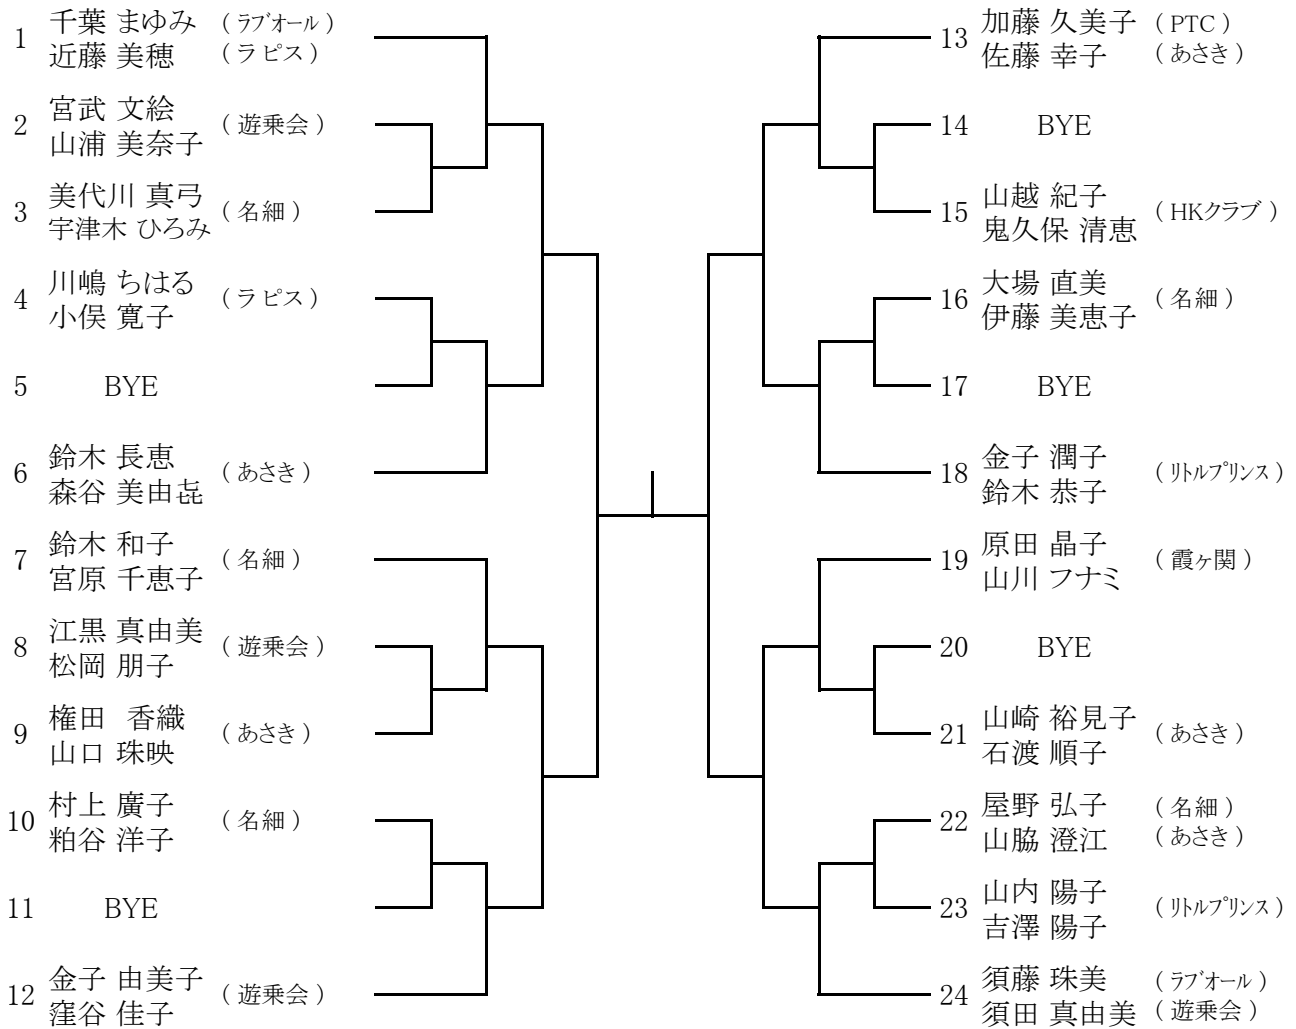 1 千葉 まゆみ ( ラブオール )
近藤 美穂 ( ラピス )
2 宮武 文絵 ( 遊乗会 )
山浦 美奈子
3 美代川 真弓 ( 名細 )
宇津木 ひろみ
4 川嶋 ちはる ( ラピス )
小俣 寛子
5 BYE
6 鈴木 長恵 ( あさき )
森谷 美由㐂
7 鈴木 和子 ( 名細 )
宮原 千恵子
8 江黒 真由美 ( 遊乗会 )
松岡 朋子
9 権田 香織 ( あさき )
山口 珠映
10 村上 廣子 ( 名細 )
粕谷 洋子
11 BYE
12 金子 由美子 ( 遊乗会 )
窪谷 佳子
13 加藤 久美子 ( PTC )
佐藤 幸子 ( あさき )
14 BYE
15 山越 紀子 ( HKクラブ )
鬼久保 清恵
16 大場 直美 ( 名細 )
伊藤 美恵子
17 BYE
18 金子 潤子 ( リトルプリンス )
鈴木 恭子
19 原田 晶子 ( 霞ヶ関 )
山川 フナミ
20 BYE
21 山崎 裕見子 ( あさき )
石渡 順子
22 屋野 弘子 ( 名細 )
山脇 澄江 ( あさき )
23 山内 陽子 ( リトルプリンス )
吉澤 陽子
24 須藤 珠美 ( ラブオール )
須田 真由美 ( 遊乗会 )